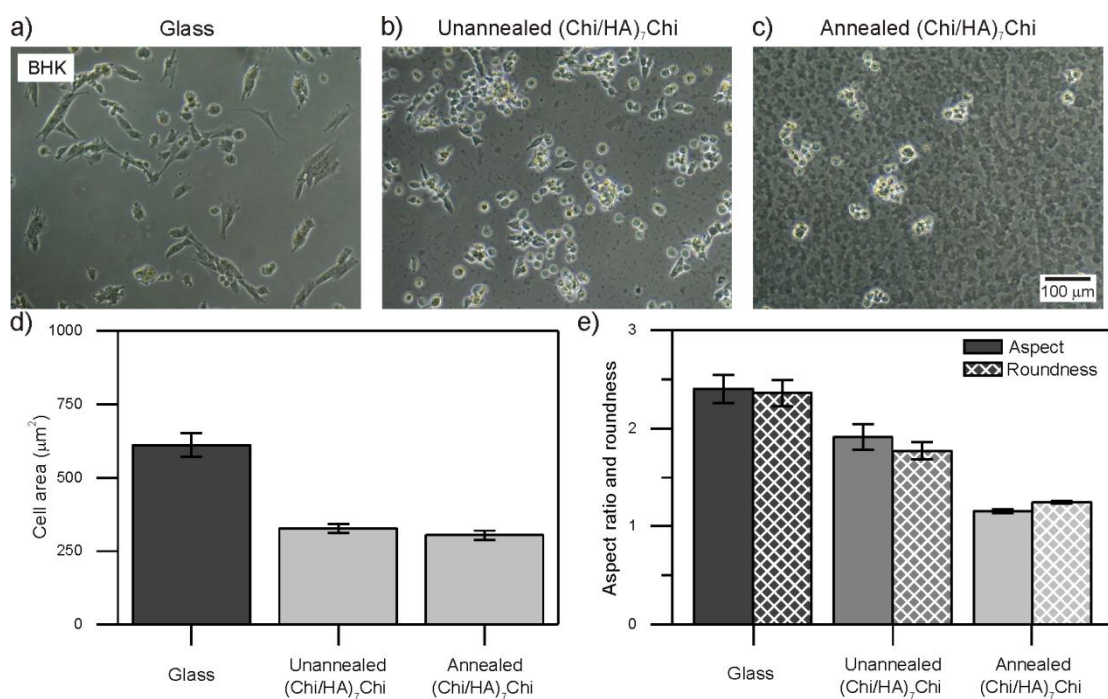 a) Glass
b) Unannealed (Chi/HA)₇Chi
c) Annealed (Chi/HA)₇Chi
BHK
100 μm
d)
1000
750
500
250
0
Cell area (μm²)
Glass
Unannealed
(Chi/HA)₇Chi
Annealed
(Chi/HA)₇Chi
e)
3
2
1
0
Aspect ratio and roundness
Aspect
Roundness
Glass
Unannealed
(Chi/HA)₇Chi
Annealed
(Chi/HA)₇Chi